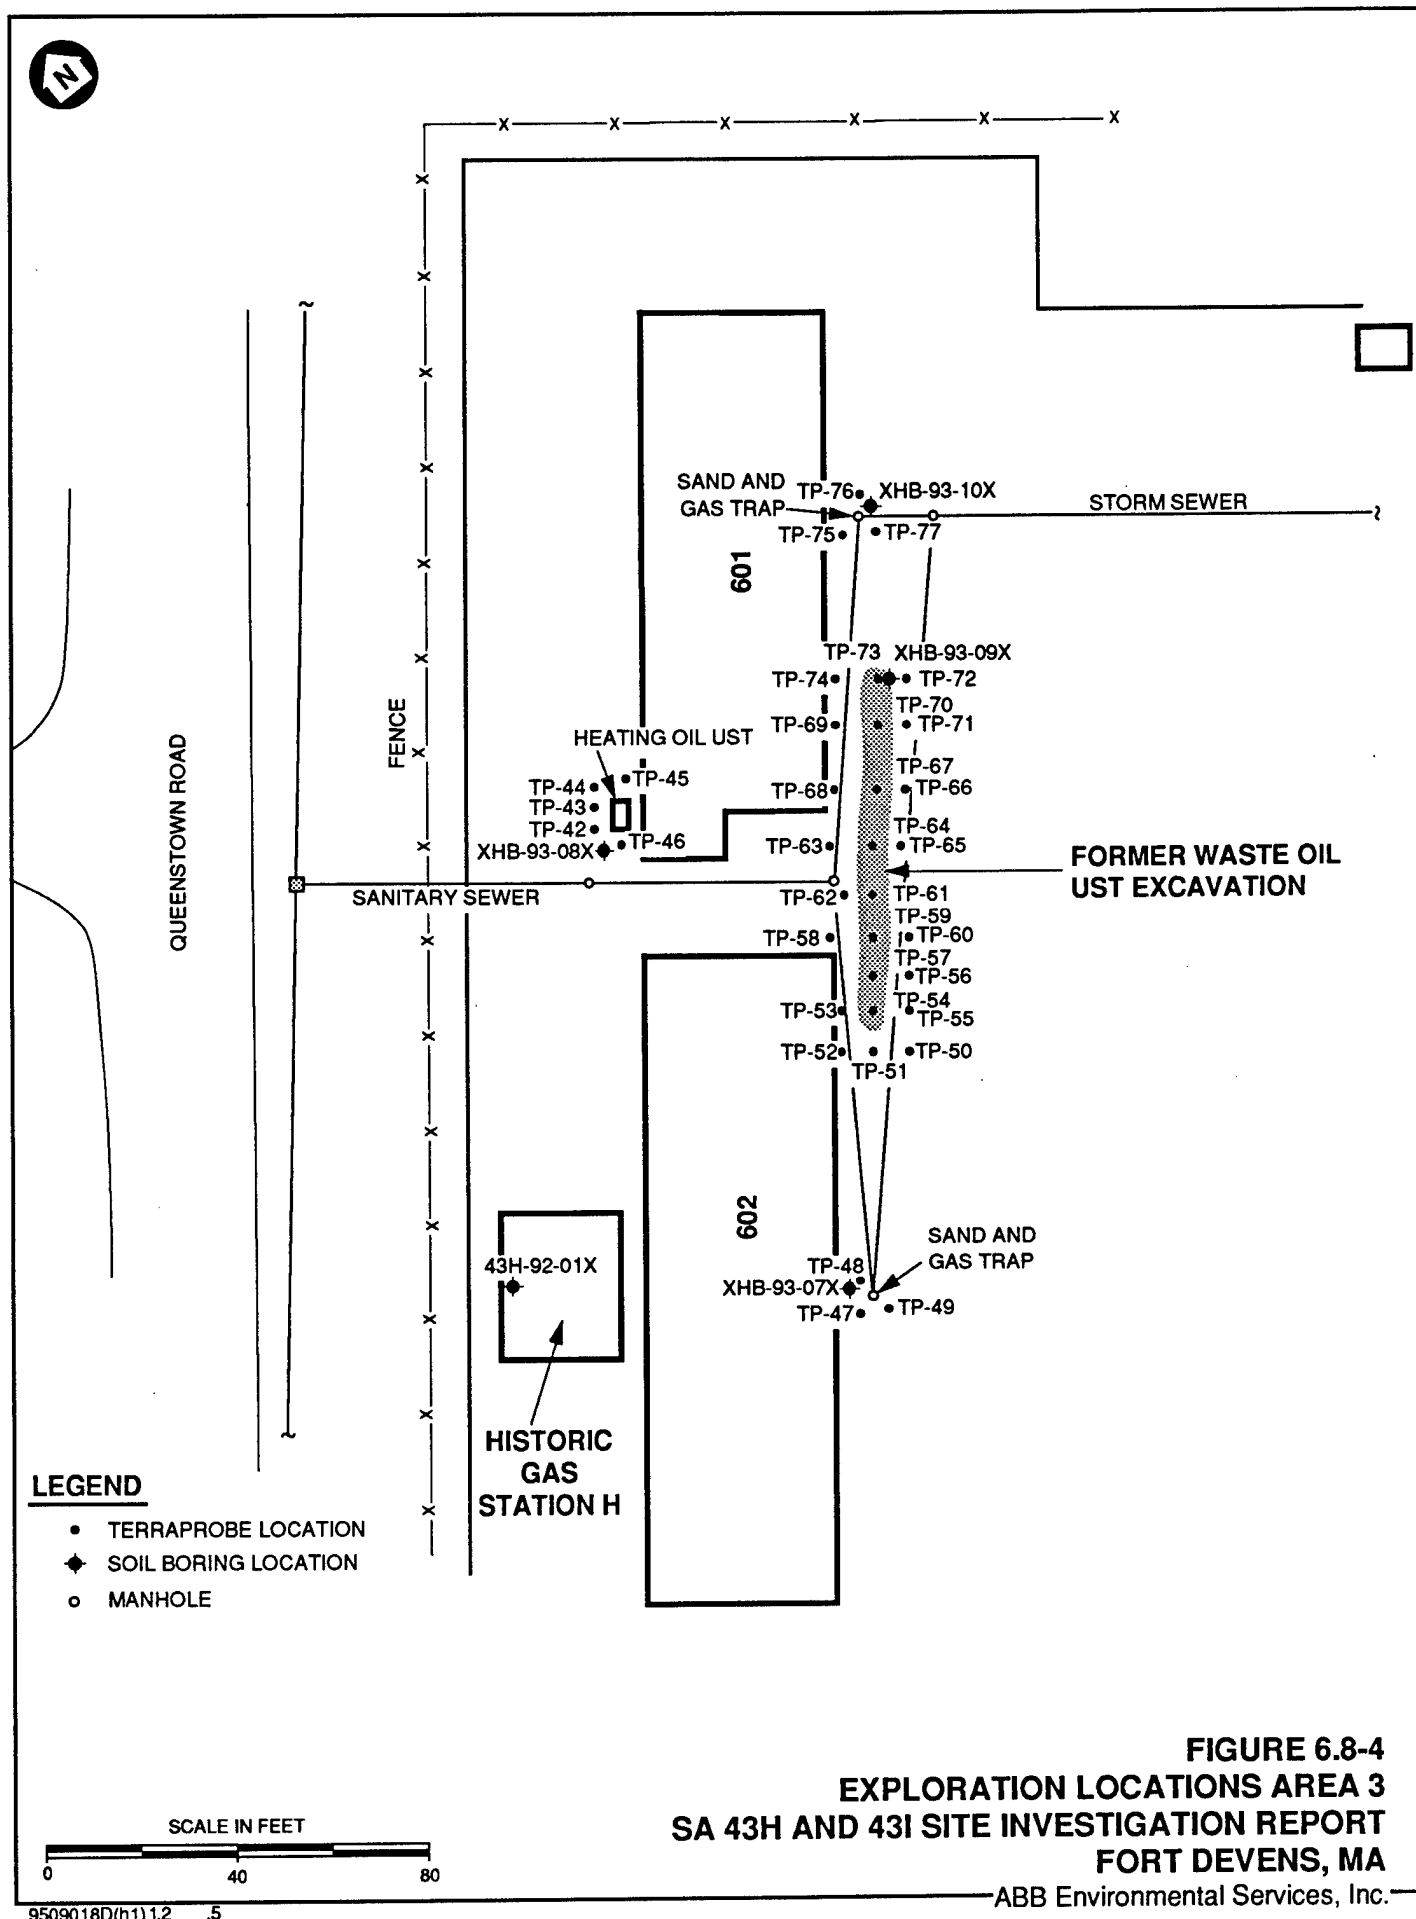 N
SAND AND
GAS TRAP
TP-76
XHB-93-10X
STORM SEWER
TP-75
TP-77
601
TP-73
XHB-93-09X
TP-74
TP-72
TP-70
TP-69
TP-71
FENCE
QUEENSTOWN ROAD
HEATING OIL UST
TP-67
TP-45
TP-44
TP-68
TP-66
TP-43
TP-42
TP-64
TP-46
XHB-93-08X
TP-63
TP-65
FORMER WASTE OIL
UST EXCAVATION
SANITARY SEWER
TP-62
TP-61
TP-59
TP-58
TP-60
TP-57
TP-56
TP-54
TP-53
TP-55
TP-52
TP-50
TP-51
602
SAND AND
GAS TRAP
43H-92-01X
TP-48
XHB-93-07X
TP-47
TP-49
HISTORIC
GAS
STATION H
LEGEND
TERRAPROBE LOCATION
SOIL BORING LOCATION
MANHOLE
FIGURE 6.8-4
EXPLORATION LOCATIONS AREA 3
SA 43H AND 43I SITE INVESTIGATION REPORT
FORT DEVENS, MA
SCALE IN FEET
0 40 80
ABB Environmental Services, Inc.
9509018D(h1) 1,2 .5